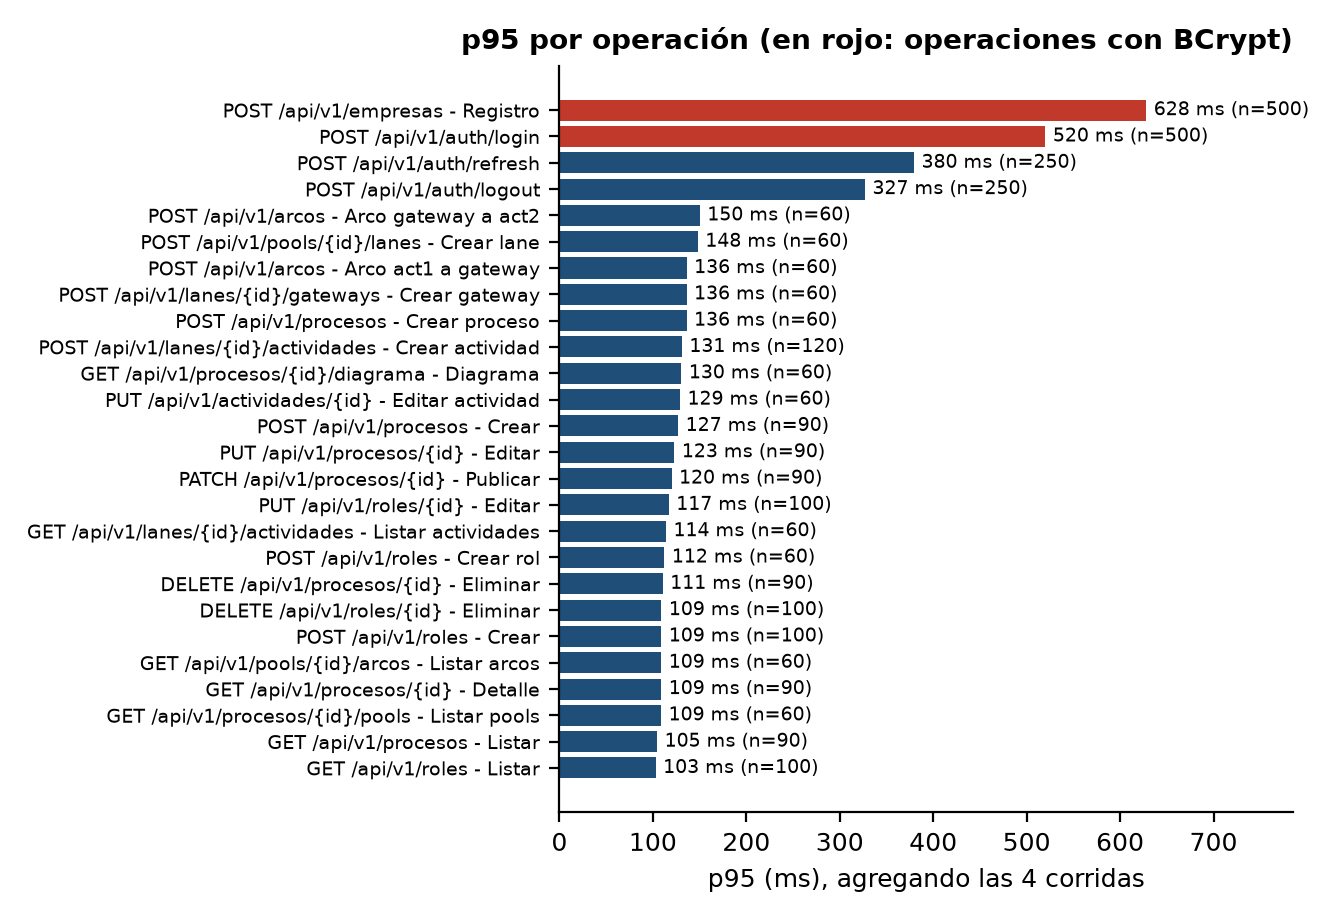 p95 por operación (en rojo: operaciones con BCrypt)
POST /api/v1/empresas - Registro 628 ms (n=500)
POST /api/v1/auth/login 520 ms (n=500)
POST /api/v1/auth/refresh 380 ms (n=250)
POST /api/v1/auth/logout 327 ms (n=250)
POST /api/v1/arcos - Arco gateway a act2 150 ms (n=60)
POST /api/v1/pools/{id}/lanes - Crear lane 148 ms (n=60)
POST /api/v1/arcos - Arco act1 a gateway 136 ms (n=60)
POST /api/v1/lanes/{id}/gateways - Crear gateway 136 ms (n=60)
POST /api/v1/procesos - Crear proceso 136 ms (n=60)
POST /api/v1/lanes/{id}/actividades - Crear actividad 131 ms (n=120)
GET /api/v1/procesos/{id}/diagrama - Diagrama 130 ms (n=60)
PUT /api/v1/actividades/{id} - Editar actividad 129 ms (n=60)
POST /api/v1/procesos - Crear 127 ms (n=90)
PUT /api/v1/procesos/{id} - Editar 123 ms (n=90)
PATCH /api/v1/procesos/{id} - Publicar 120 ms (n=90)
PUT /api/v1/roles/{id} - Editar 117 ms (n=100)
GET /api/v1/lanes/{id}/actividades - Listar actividades 114 ms (n=60)
POST /api/v1/roles - Crear rol 112 ms (n=60)
DELETE /api/v1/procesos/{id} - Eliminar 111 ms (n=90)
DELETE /api/v1/roles/{id} - Eliminar 109 ms (n=100)
POST /api/v1/roles - Crear 109 ms (n=100)
GET /api/v1/pools/{id}/arcos - Listar arcos 109 ms (n=60)
GET /api/v1/procesos/{id} - Detalle 109 ms (n=90)
GET /api/v1/procesos/{id}/pools - Listar pools 109 ms (n=60)
GET /api/v1/procesos - Listar 105 ms (n=90)
GET /api/v1/roles - Listar 103 ms (n=100)
0 100 200 300 400 500 600 700
p95 (ms), agregando las 4 corridas